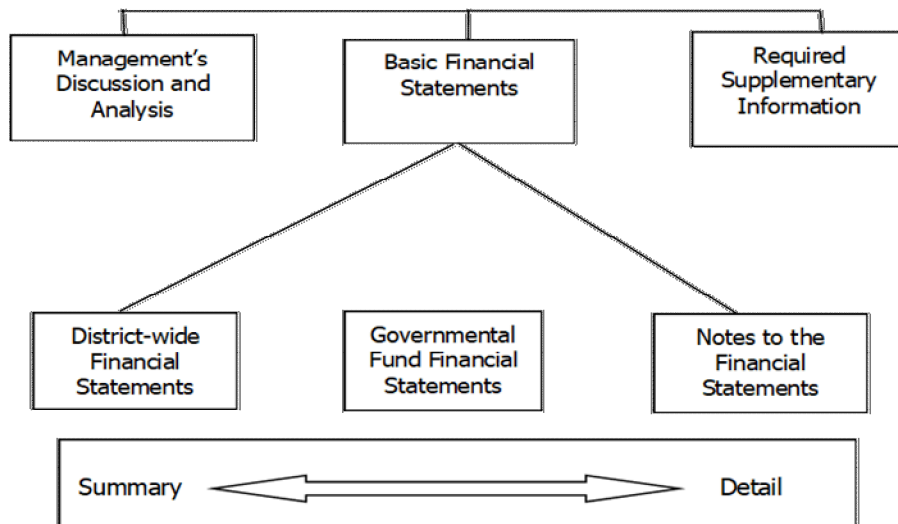 Management's
Discussion and
Analysis
Basic Financial
Statements
Required
Supplementary
Information
District-wide
Financial
Statements
Governmental
Fund Financial
Statements
Notes to the
Financial
Statements
Summary
Detail